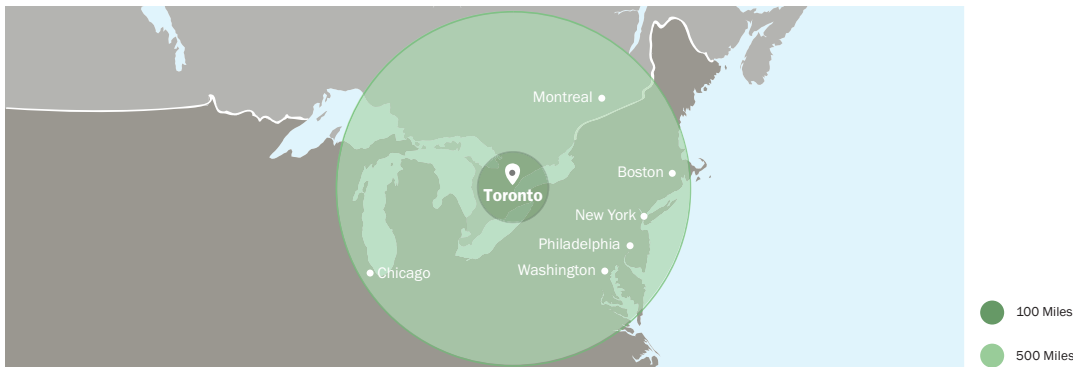 Montreal
Boston
Toronto
New York
Philadelphia
Washington
Chicago
100 Miles
500 Miles